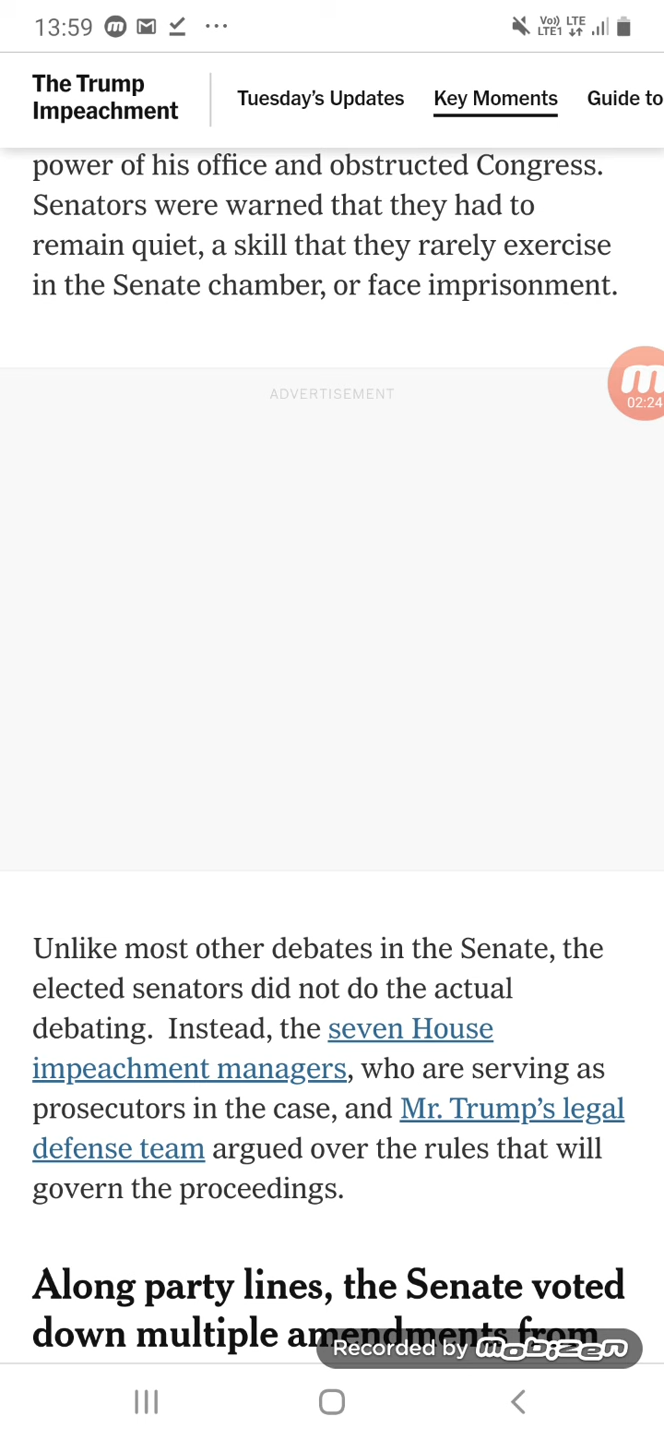 13:59
Vo)) LTE
LTE1
The Trump
Impeachment
Tuesday's Updates
Key Moments
Guide to
power of his office and obstructed Congress.
Senators were warned that they had to
remain quiet, a skill that they rarely exercise
in the Senate chamber, or face imprisonment.
ADVERTISEMENT
m
02:24
Unlike most other debates in the Senate, the
elected senators did not do the actual
debating. Instead, the seven House
impeachment managers, who are serving as
prosecutors in the case, and Mr. Trump's legal
defense team argued over the rules that will
govern the proceedings.
Along party lines, the Senate voted
down multiple amendments from
Recorded by mobizen